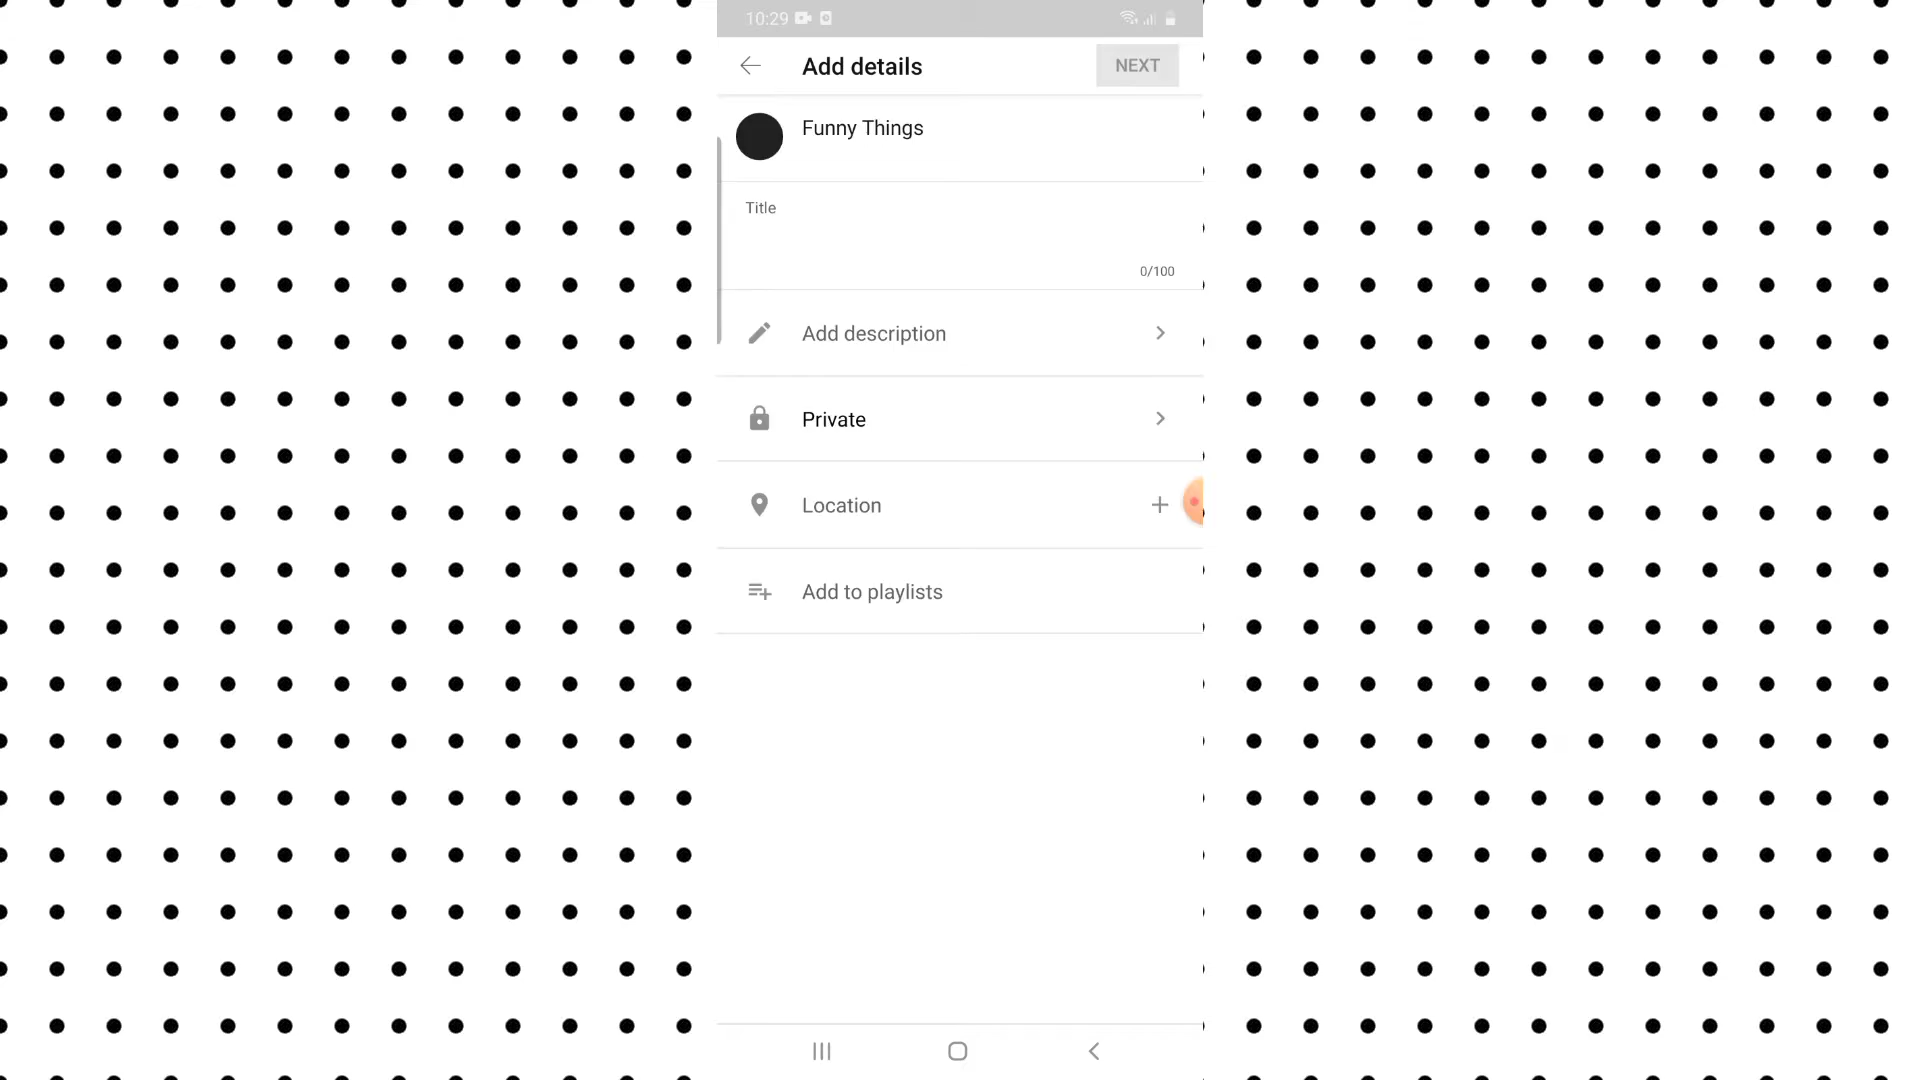 10:29
Add details
NEXT
Funny Things
Title
0/100
Add description
Private
Location
Add to playlists